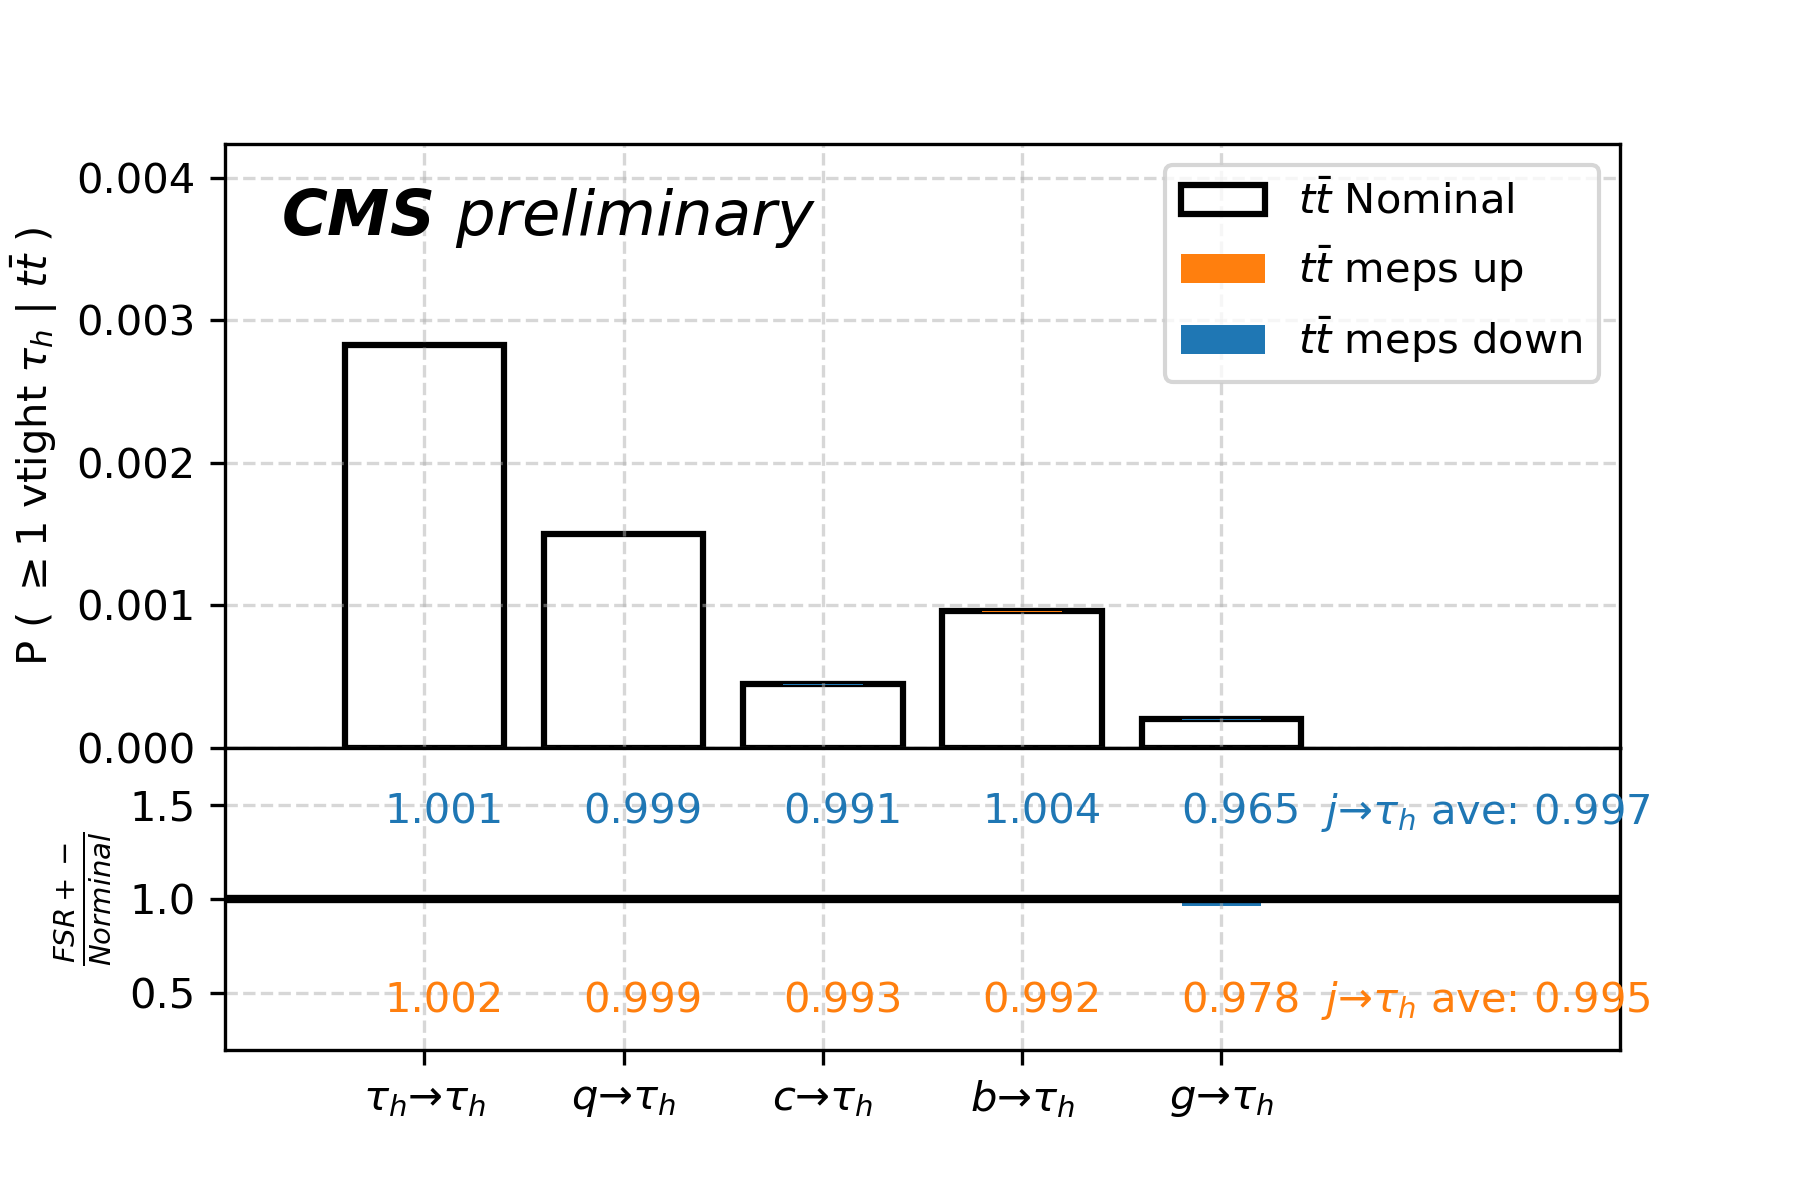 CMS preliminary
tt̄ Nominal
tt̄ meps up
tt̄ meps down
P ( ≥ 1 vtight τₕ | tt̄ )
0.004
0.003
0.002
0.001
0.000
FSR + −
Norminal
1.5
1.0
0.5
1.001 0.999 0.991 1.004 0.965 j→τₕ ave: 0.997
1.002 0.999 0.993 0.992 0.978 j→τₕ ave: 0.995
τₕ→τₕ q→τₕ c→τₕ b→τₕ g→τₕ